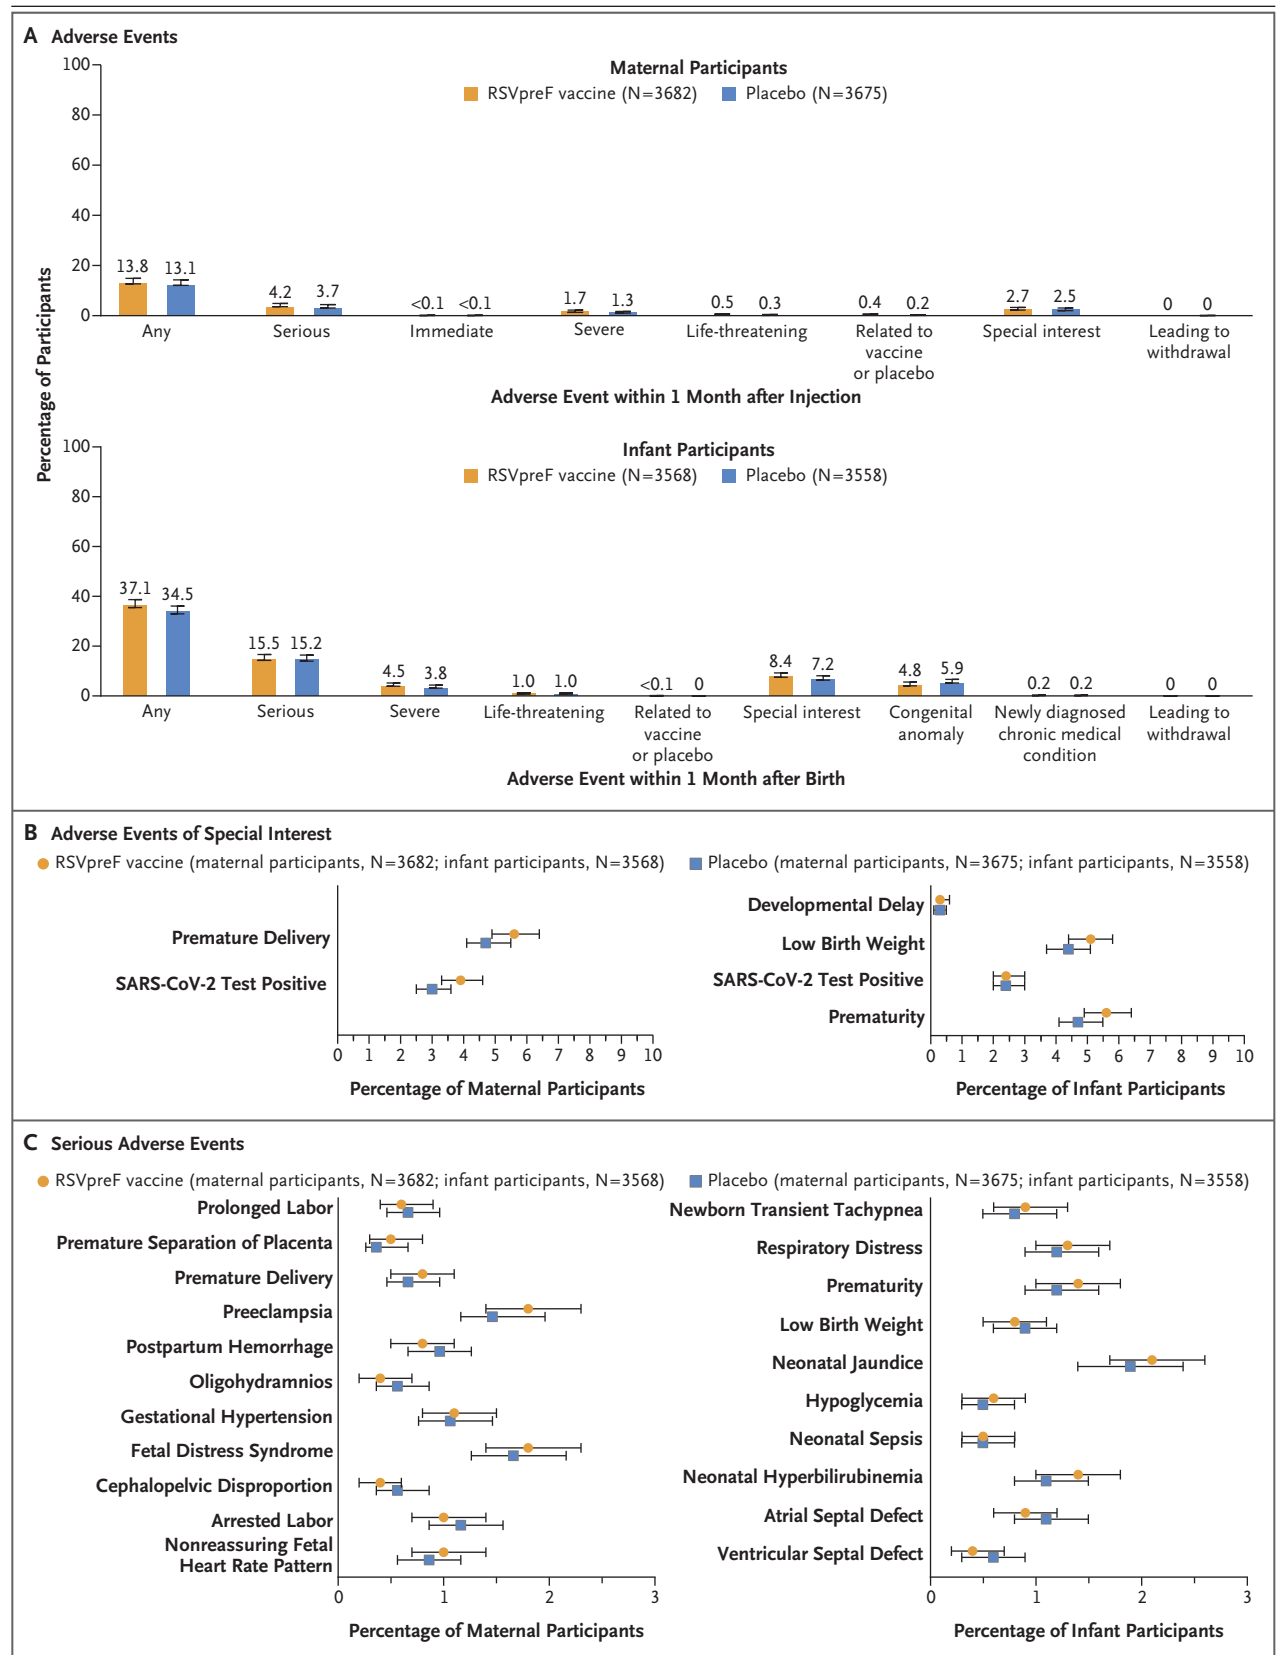 A Adverse Events
Percentage of Participants
Maternal Participants
RSVpreF vaccine (N=3682) Placebo (N=3675)
100
80
60
40
20
0
13.8 13.1 4.2 3.7 <0.1 <0.1 1.7 1.3 0.5 0.3 0.4 0.2 2.7 2.5 0 0
Any Serious Immediate Severe Life-threatening Related to Special interest Leading to
vaccine withdrawal
or placebo
Adverse Event within 1 Month after Injection
Infant Participants
RSVpreF vaccine (N=3568) Placebo (N=3558)
100
80
60
40
20
0
37.1 34.5 15.5 15.2 4.5 3.8 1.0 1.0 <0.1 0 8.4 7.2 4.8 5.9 0.2 0.2 0 0
Any Serious Severe Life-threatening Related to Special interest Congenital Newly diagnosed Leading to
vaccine anomaly chronic medical withdrawal
or placebo condition
Adverse Event within 1 Month after Birth
B Adverse Events of Special Interest
RSVpreF vaccine (maternal participants, N=3682; infant participants, N=3568) Placebo (maternal participants, N=3675; infant participants, N=3558)
Premature Delivery
SARS-CoV-2 Test Positive
0 1 2 3 4 5 6 7 8 9 10
Percentage of Maternal Participants
Developmental Delay
Low Birth Weight
SARS-CoV-2 Test Positive
Prematurity
0 1 2 3 4 5 6 7 8 9 10
Percentage of Infant Participants
C Serious Adverse Events
RSVpreF vaccine (maternal participants, N=3682; infant participants, N=3568) Placebo (maternal participants, N=3675; infant participants, N=3558)
Prolonged Labor
Premature Separation of Placenta
Premature Delivery
Preeclampsia
Postpartum Hemorrhage
Oligohydramnios
Gestational Hypertension
Fetal Distress Syndrome
Cephalopelvic Disproportion
Arrested Labor
Nonreassuring Fetal
Heart Rate Pattern
0 1 2 3
Percentage of Maternal Participants
Newborn Transient Tachypnea
Respiratory Distress
Prematurity
Low Birth Weight
Neonatal Jaundice
Hypoglycemia
Neonatal Sepsis
Neonatal Hyperbilirubinemia
Atrial Septal Defect
Ventricular Septal Defect
0 1 2 3
Percentage of Infant Participants